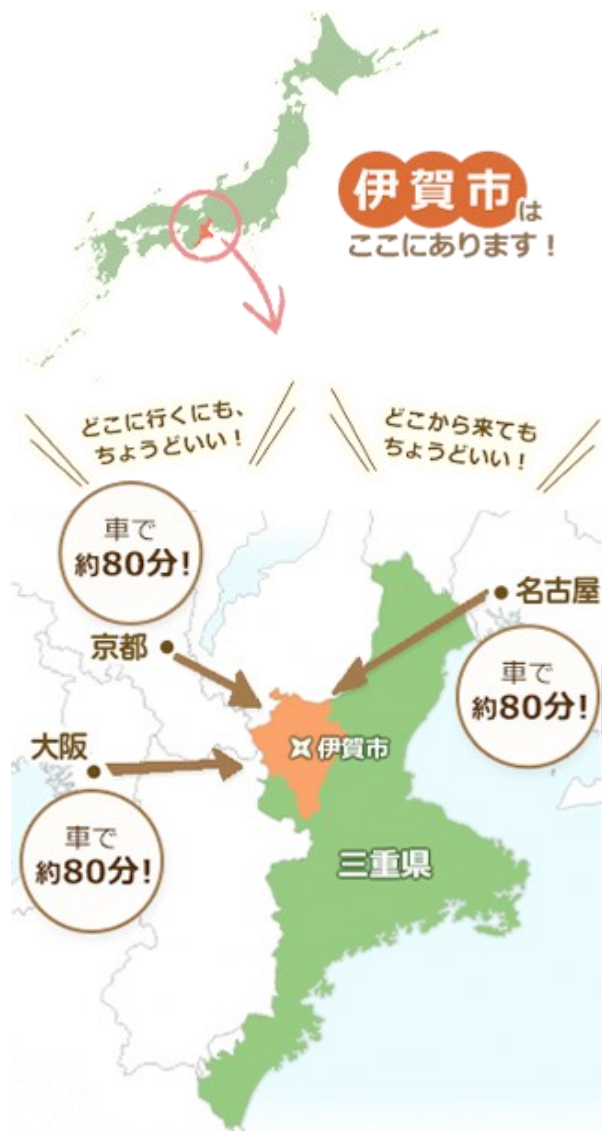 伊賀市は
ここにあります！
どこに行くにも、
ちょうどいい！
どこから来ても
ちょうどいい！
車で
約80分！
京都
名古屋
車で
約80分！
大阪
伊賀市
車で
約80分！
三重県